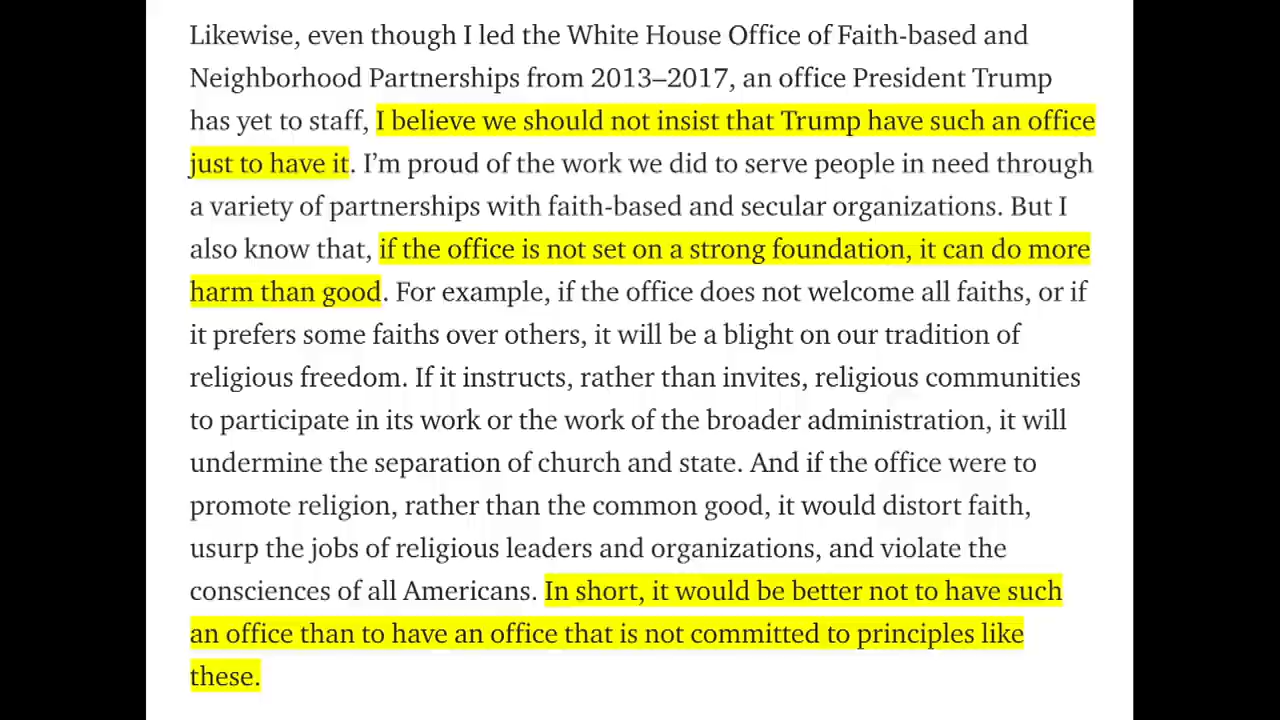 Likewise, even though I led the White House Office of Faith-based and
Neighborhood Partnerships from 2013–2017, an office President Trump
has yet to staff, I believe we should not insist that Trump have such an office
just to have it. I’m proud of the work we did to serve people in need through
a variety of partnerships with faith-based and secular organizations. But I
also know that, if the office is not set on a strong foundation, it can do more
harm than good. For example, if the office does not welcome all faiths, or if
it prefers some faiths over others, it will be a blight on our tradition of
religious freedom. If it instructs, rather than invites, religious communities
to participate in its work or the work of the broader administration, it will
undermine the separation of church and state. And if the office were to
promote religion, rather than the common good, it would distort faith,
usurp the jobs of religious leaders and organizations, and violate the
consciences of all Americans. In short, it would be better not to have such
an office than to have an office that is not committed to principles like
these.